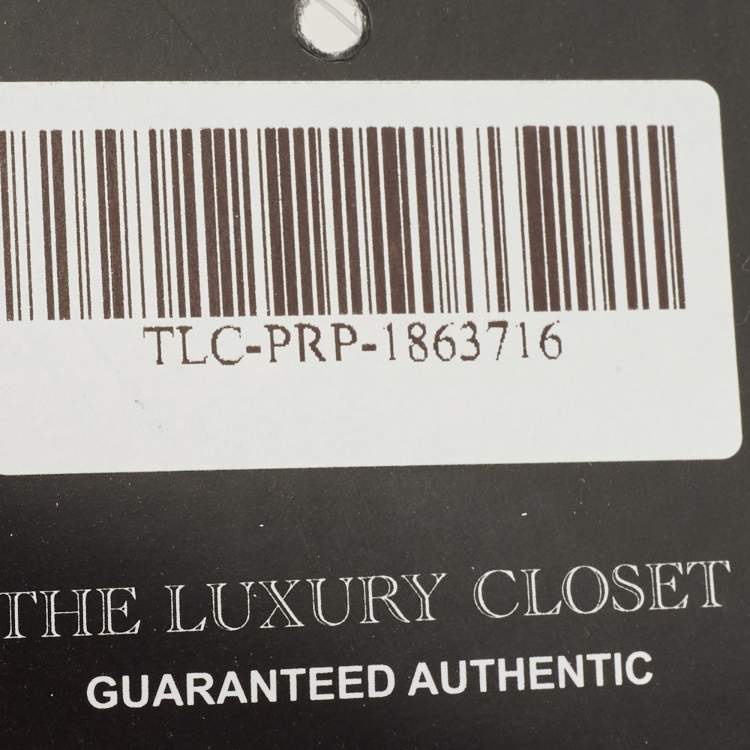 TLC-PRP-1863716
THE LUXURY CLOSET
GUARANTEED AUTHENTIC